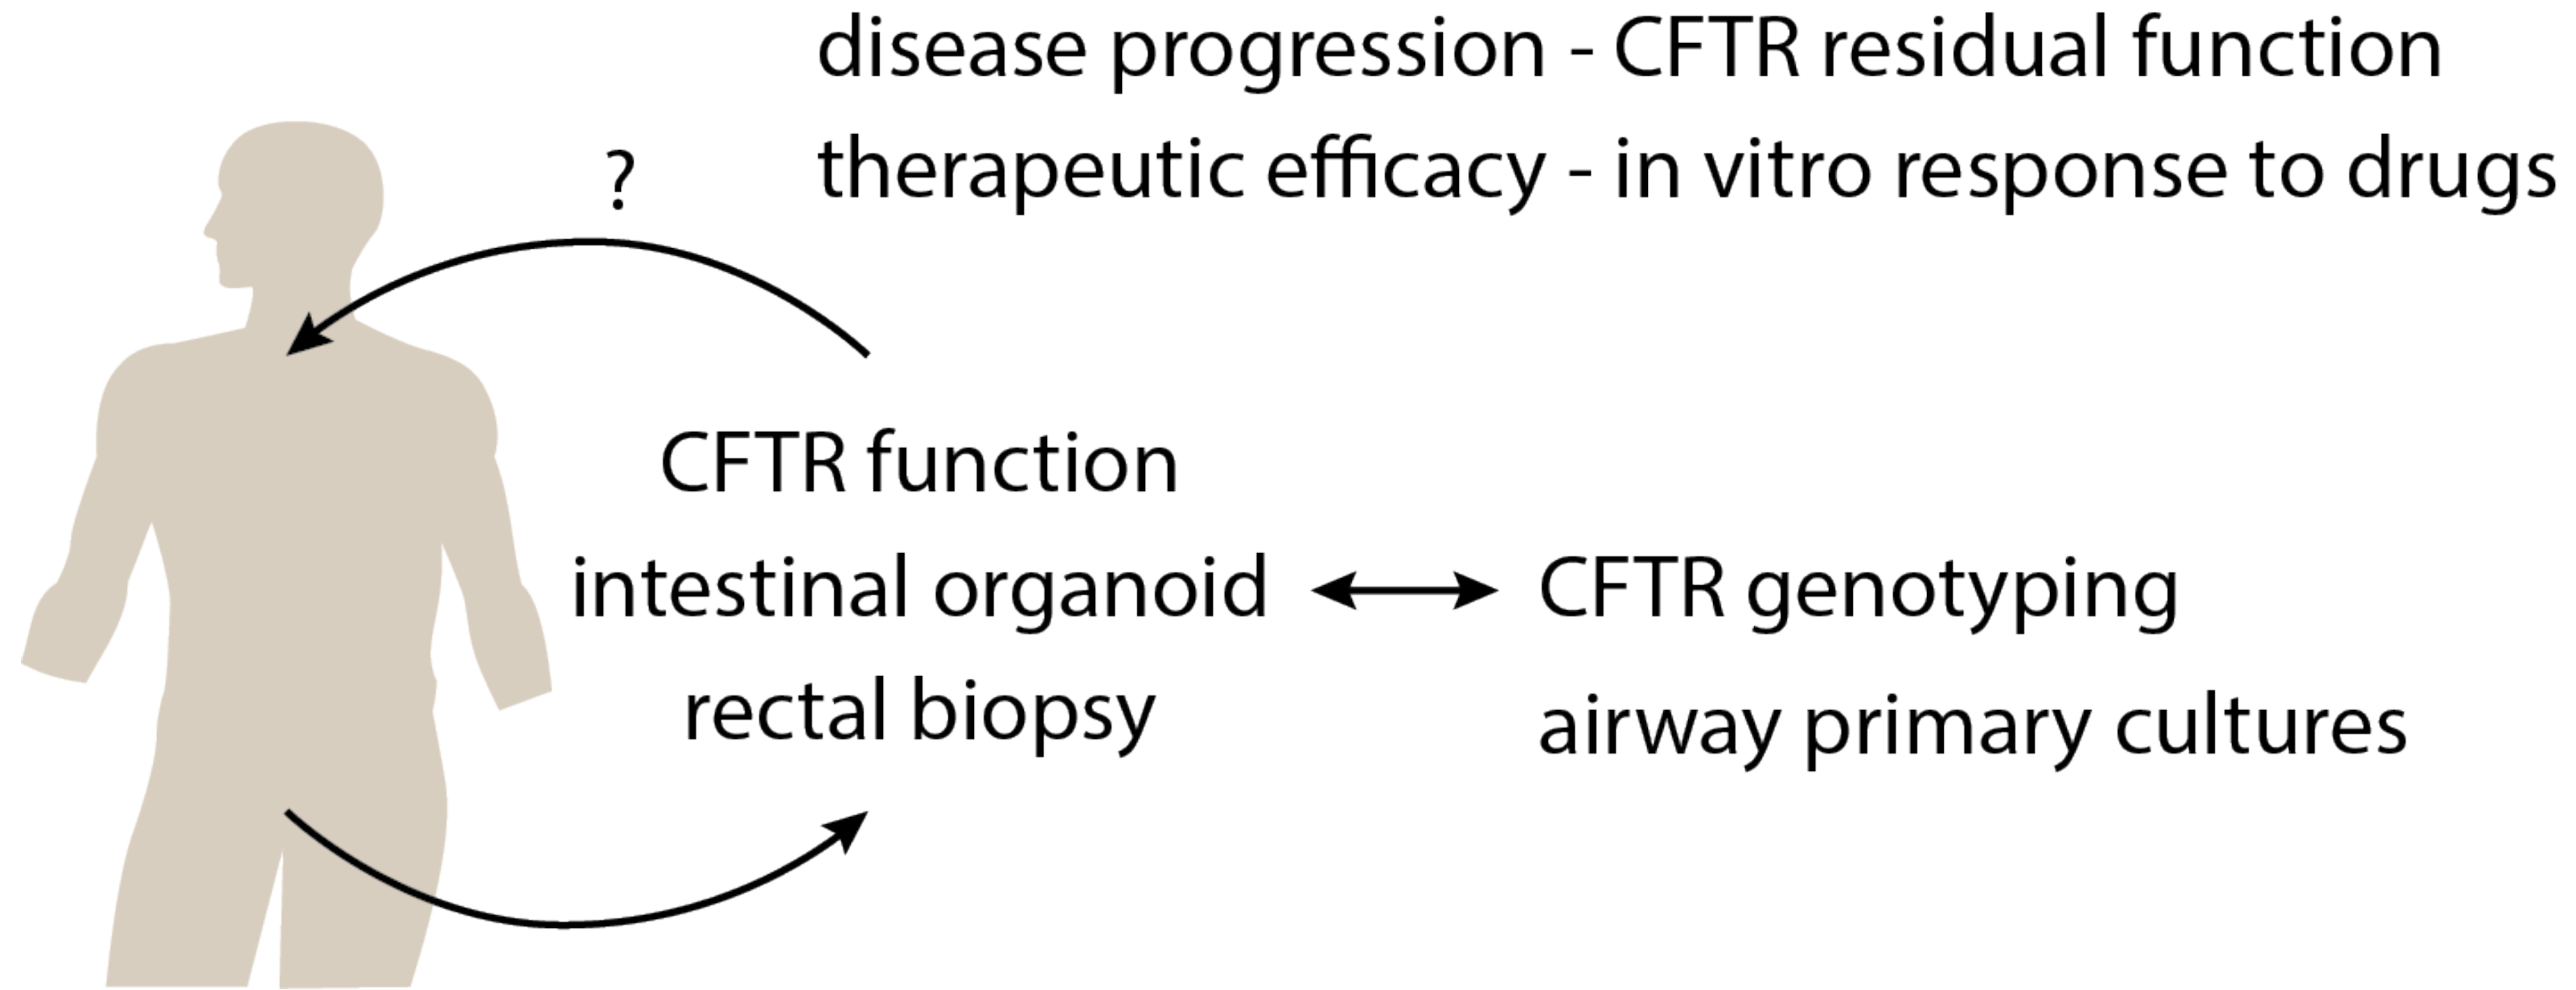 disease progression - CFTR residual function
?
therapeutic efficacy - in vitro response to drugs
CFTR function
intestinal organoid
rectal biopsy
CFTR genotyping
airway primary cultures